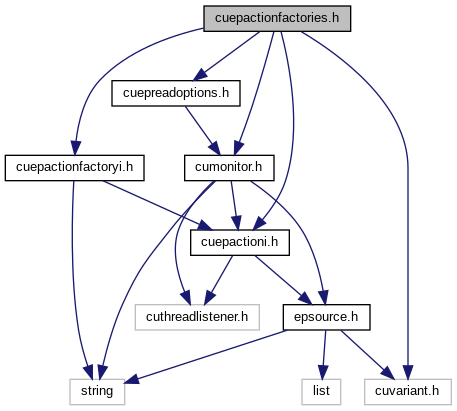 cuepactionfactories.h
cuepreadoptions.h
cuepactionfactoryi.h
cumonitor.h
cuepactioni.h
cuthreadlistener.h
epsource.h
string
list
cuvariant.h